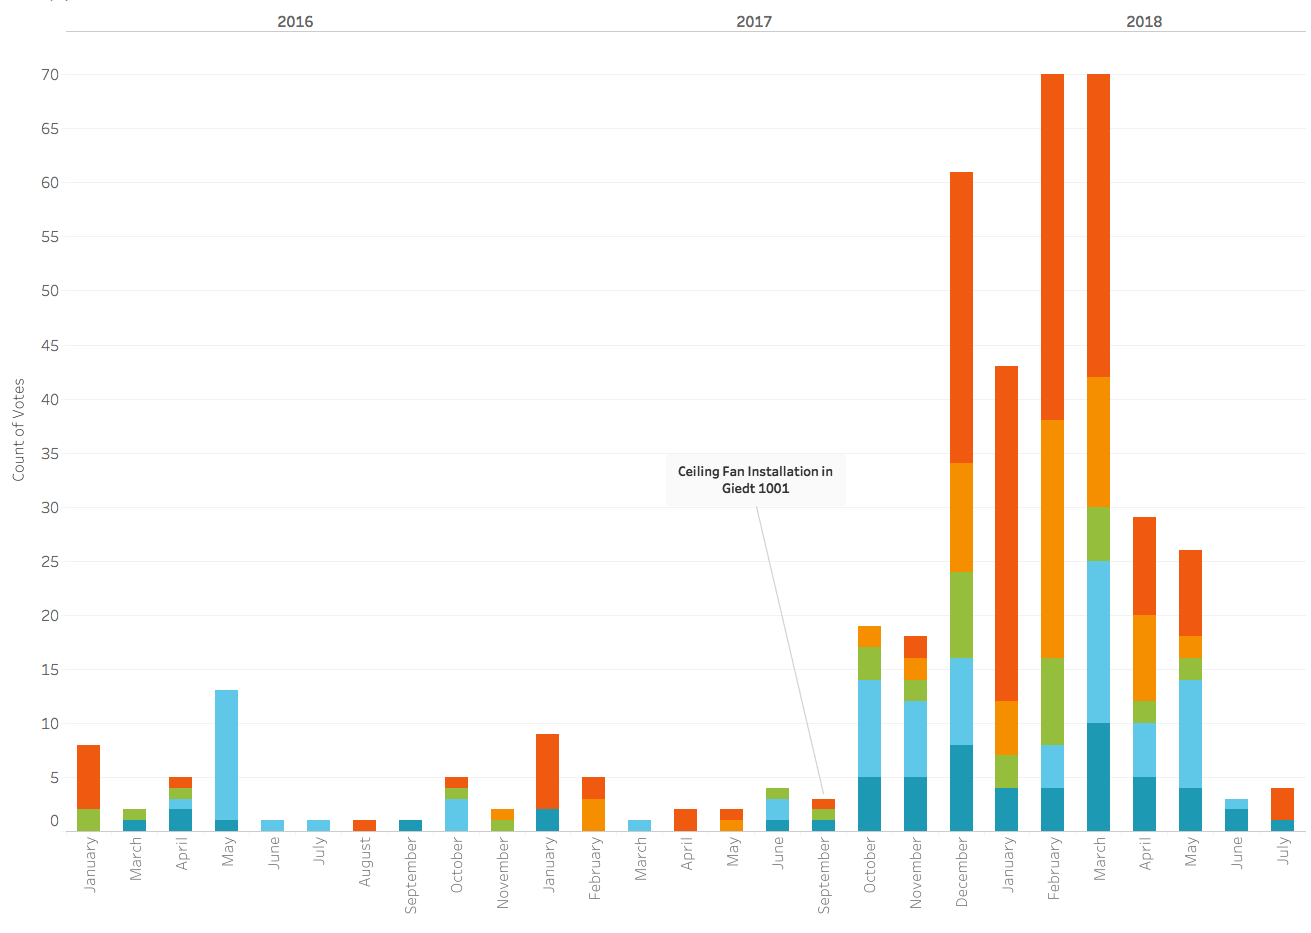 2016 2017 2018
70
65
60
55
50
45
40
35
30
25
20
15
10
5
0
Count of Votes
Ceiling Fan Installation in
Giedt 1001
January
March
April
May
June
July
August
September
October
November
January
February
March
April
May
June
September
October
November
December
January
February
March
April
May
June
July